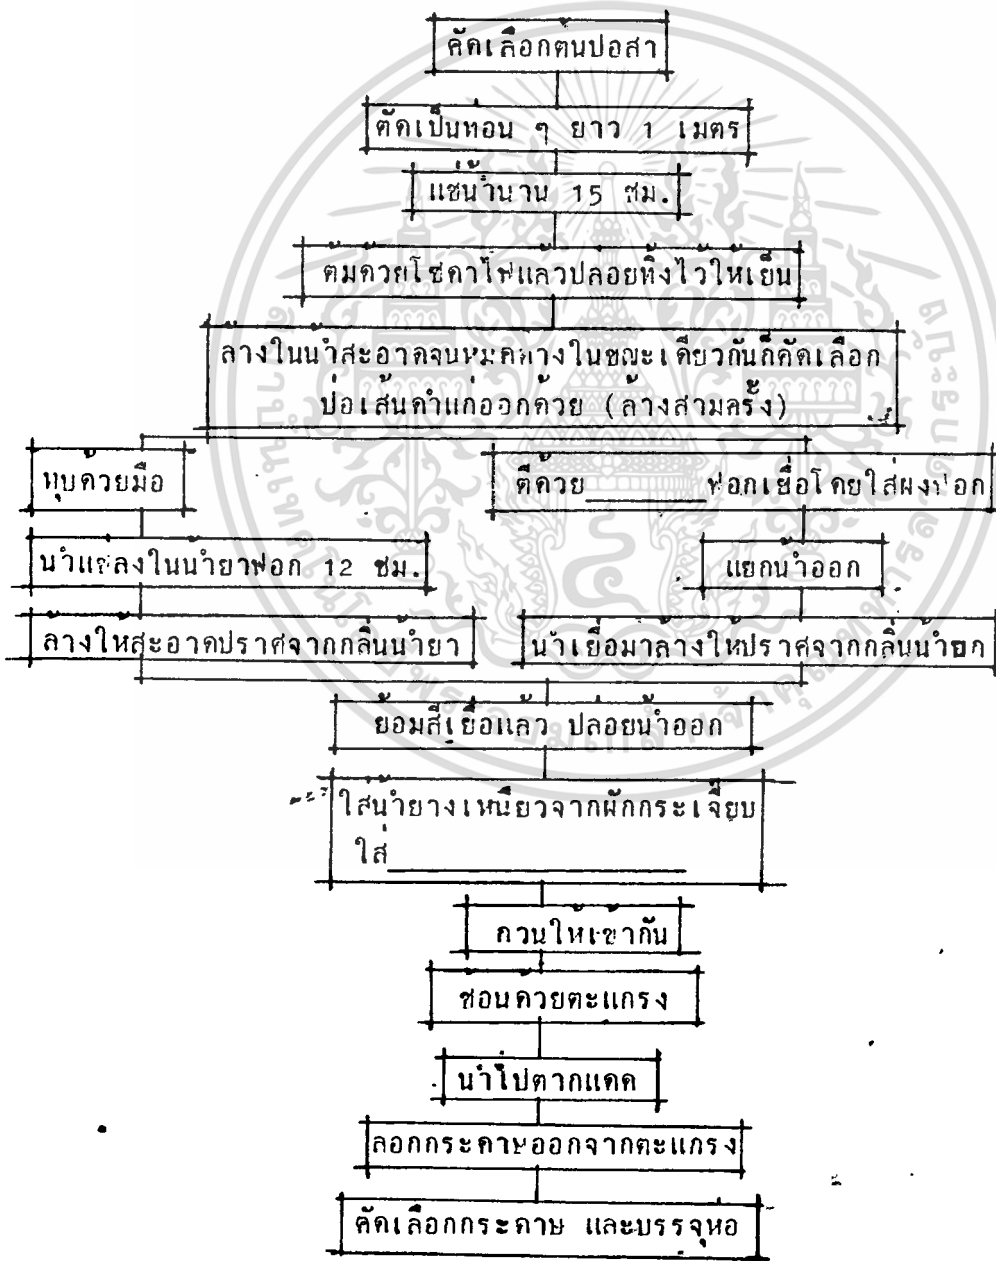 คัดเลือกต้นปอสา
ตัดเป็นท่อน ๆ ยาว 1 เมตร
แช่น้ำนาน 15 ชม.
ต้มด้วยโซดาไฟแล้วปล่อยทิ้งไว้ให้เย็น
ล้างในน้ำสะอาดจนหมดด่างในขณะเดียวกันก็คัดเลือก
ปอเส้นดำแก่ออกด้วย (ล้างสามครั้ง)
ทุบด้วยมือ
ตีด้วย________ฟอกเยื่อโดยใส่ผงฟอก
นำแช่ลงในน้ำยาฟอก 12 ชม.
แยกน้ำออก
ล้างให้สะอาดปราศจากกลิ่นน้ำยา
นำเยื่อมาล้างให้ปราศจากกลิ่นน้ำ
ย้อมสีเยื่อแล้ว ปล่อยน้ำออก
ใส่น้ำยางเหนียวจากผักกระเจี๊ยบ
ใส่____________________
กวนให้เข้ากัน
ช้อนด้วยตะแกรง
นำไปตากแดด
ลอกกระดาษออกจากตะแกรง
คัดเลือกกระดาษ และบรรจุห่อ